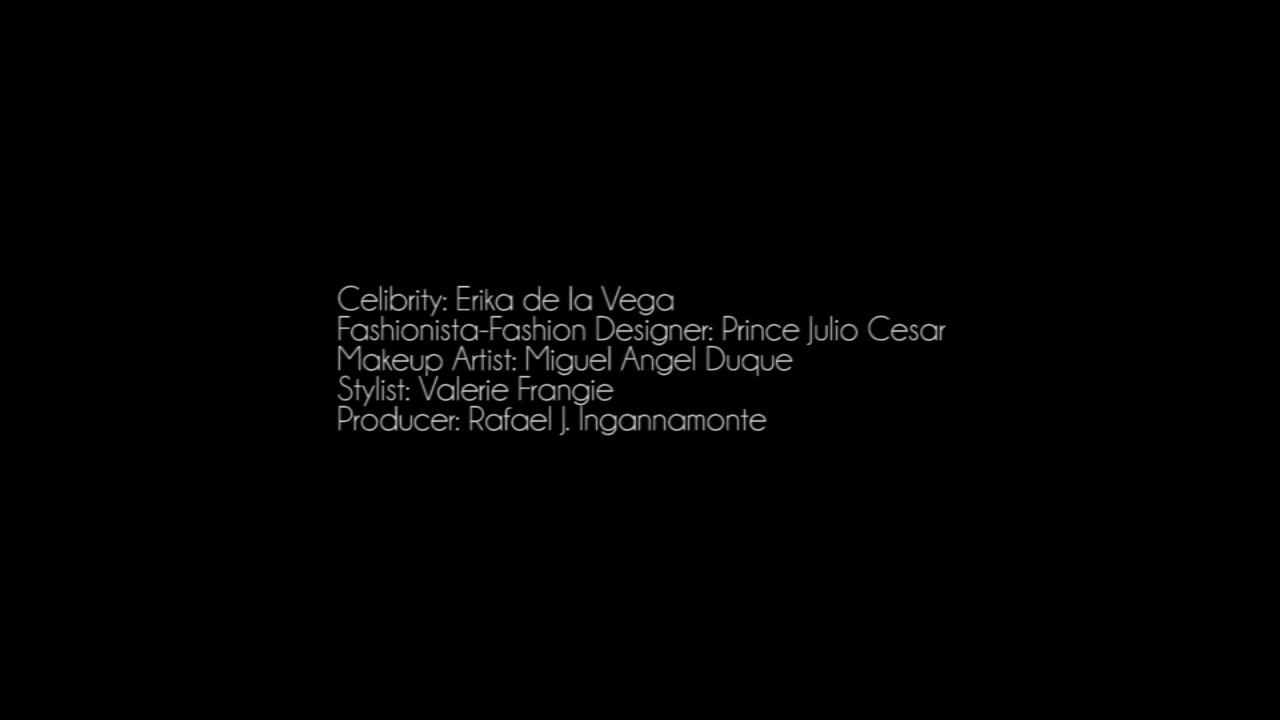 Celibrity: Erika de la Vega
Fashionista-Fashion Designer: Prince Julio Cesar
Makeup Artist: Miguel Angel Duque
Stylist: Valerie Frangie
Producer: Rafael J. Ingannamonte